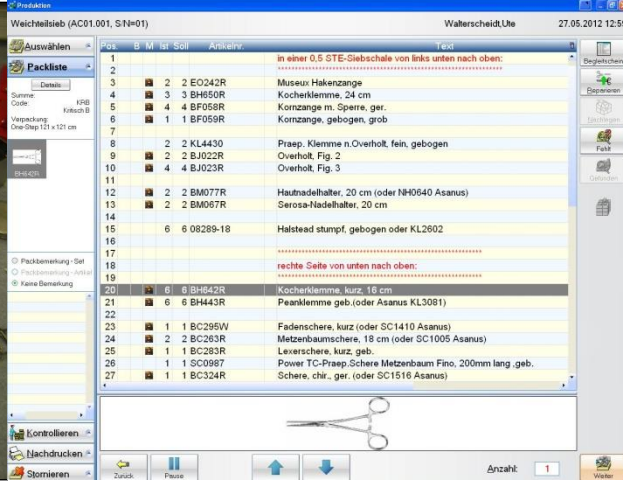 Produktion
Weichteilsieb (AC01.001, S/N=01) Walterscheidt,Ute 27.05.2012 12:59
Auswählen
Packliste
Details
Summe:
Code: KRB
Kritisch B
Verpackung:
One-Step 121 x 121 cm
BH642R
Packbemerkung - Set
Packbemerkung - Artikel
Keine Bemerkung
Kontrollieren
Nachdrucken
Stornieren
Pos. B M Ist Soll Artikelnr. Text
1 in einer 0,5 STE-Siebschale von links unten nach oben:
2
3 2 2 EO242R Museux Hakenzange
4 3 3 BH650R Kocherklemme, 24 cm
5 4 4 BF058R Kornzange m. Sperre, ger.
6 1 1 BF059R Kornzange, gebogen, grob
7
8 2 2 KL4430 Praep. Klemme n.Overholt, fein, gebogen
9 2 2 BJ022R Overholt, Fig. 2
10 4 4 BJ023R Overholt, Fig. 3
11
12 2 2 BM077R Hautnadelhalter, 20 cm (oder NH0640 Asanus)
13 2 2 BM067R Serosa-Nadelhalter, 20 cm
14
15 6 6 08289-18 Halstead stumpf, gebogen oder KL2602
16
17
18 rechte Seite von unten nach oben:
19
20 6 6 BH642R Kocherklemme, kurz, 16 cm
21 6 6 BH443R Peanklemme geb.(oder Asanus KL3081)
22
23 1 1 BC295W Fadenschere, kurz (oder SC1410 Asanus)
24 2 2 BC263R Metzenbaumschere, 18 cm (oder SC1005 Asanus)
25 1 1 BC283R Lexerschere, kurz, geb.
26 1 1 SC0987 Power TC-Praep.Schere Metzenbaum Fino, 200mm lang ,geb.
27 1 1 BC324R Schere, chir., ger. (oder SC1516 Asanus)
Zurück
Pause
Anzahl: 1
Begleitschein
Reparieren
Nachlegen
Fehlt
Gefunden
Weiter